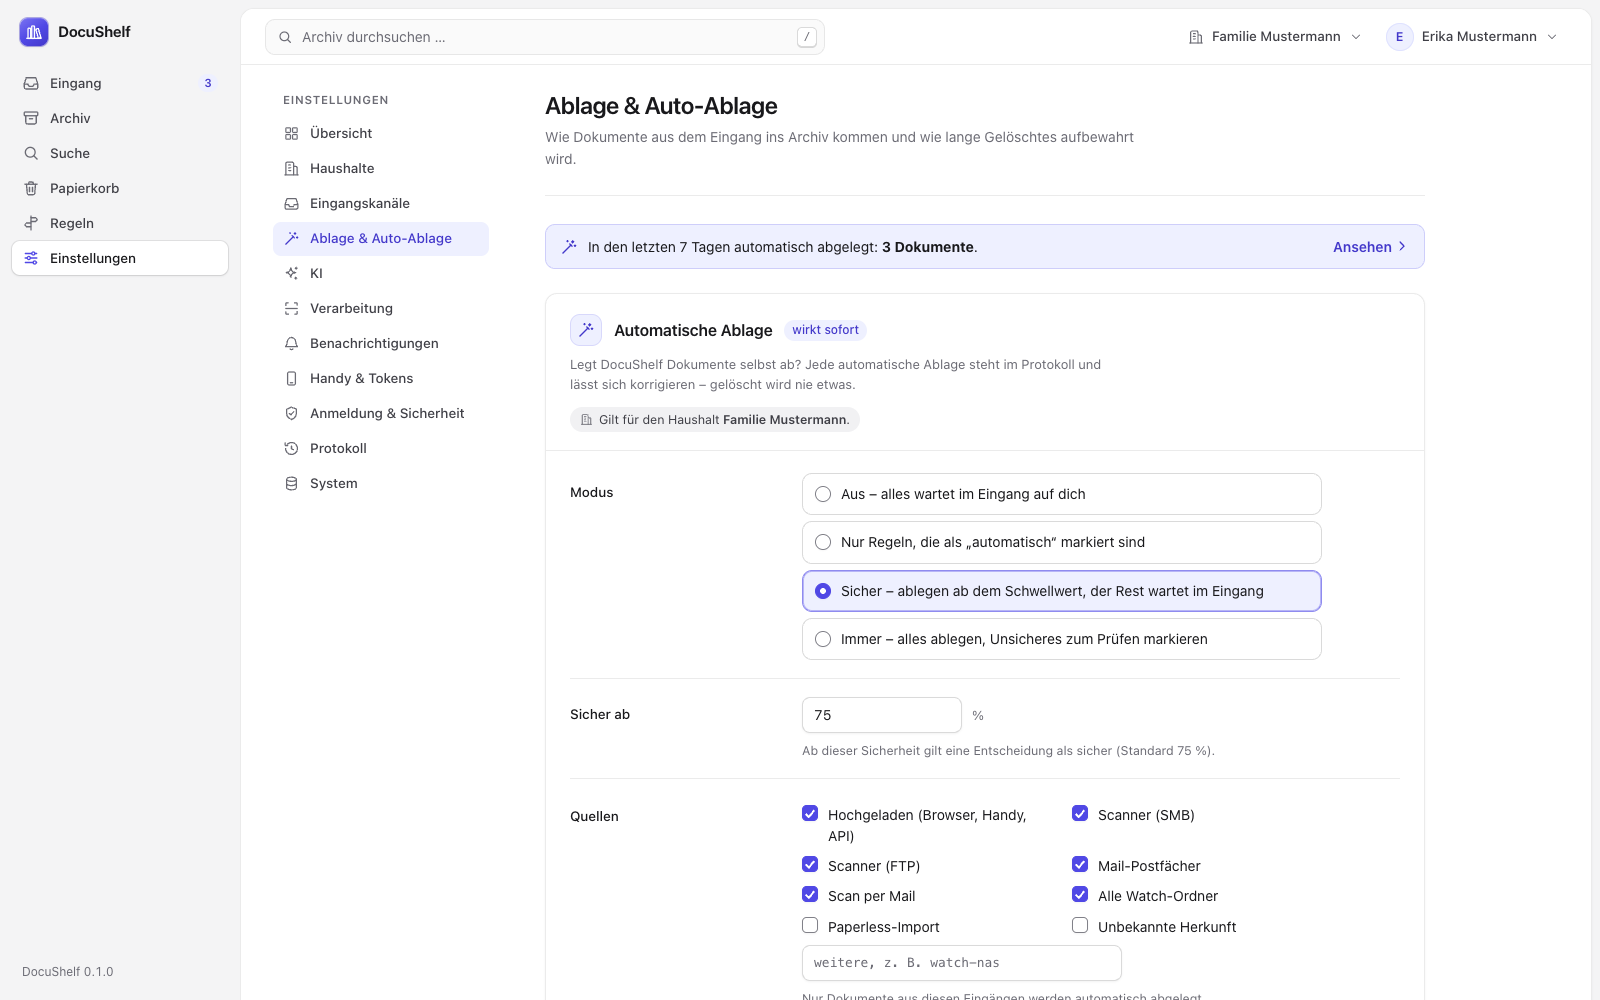 DocuShelf
Archiv durchsuchen …
/
Familie Mustermann
E
Erika Mustermann
Eingang
3
Archiv
Suche
Papierkorb
Regeln
Einstellungen
DocuShelf 0.1.0
EINSTELLUNGEN
Übersicht
Haushalte
Eingangskanäle
Ablage & Auto-Ablage
KI
Verarbeitung
Benachrichtigungen
Handy & Tokens
Anmeldung & Sicherheit
Protokoll
System
Ablage & Auto-Ablage
Wie Dokumente aus dem Eingang ins Archiv kommen und wie lange Gelöschtes aufbewahrt
wird.
In den letzten 7 Tagen automatisch abgelegt: 3 Dokumente.
Ansehen
Automatische Ablage
wirkt sofort
Legt DocuShelf Dokumente selbst ab? Jede automatische Ablage steht im Protokoll und
lässt sich korrigieren – gelöscht wird nie etwas.
Gilt für den Haushalt Familie Mustermann.
Modus
Aus – alles wartet im Eingang auf dich
Nur Regeln, die als „automatisch“ markiert sind
Sicher – ablegen ab dem Schwellwert, der Rest wartet im Eingang
Immer – alles ablegen, Unsicheres zum Prüfen markieren
Sicher ab
75
%
Ab dieser Sicherheit gilt eine Entscheidung als sicher (Standard 75 %).
Quellen
Hochgeladen (Browser, Handy,
API)
Scanner (SMB)
Scanner (FTP)
Mail-Postfächer
Scan per Mail
Alle Watch-Ordner
Paperless-Import
Unbekannte Herkunft
weitere, z. B. watch-nas
Nur Dokumente aus diesen Eingängen werden automatisch abgelegt.